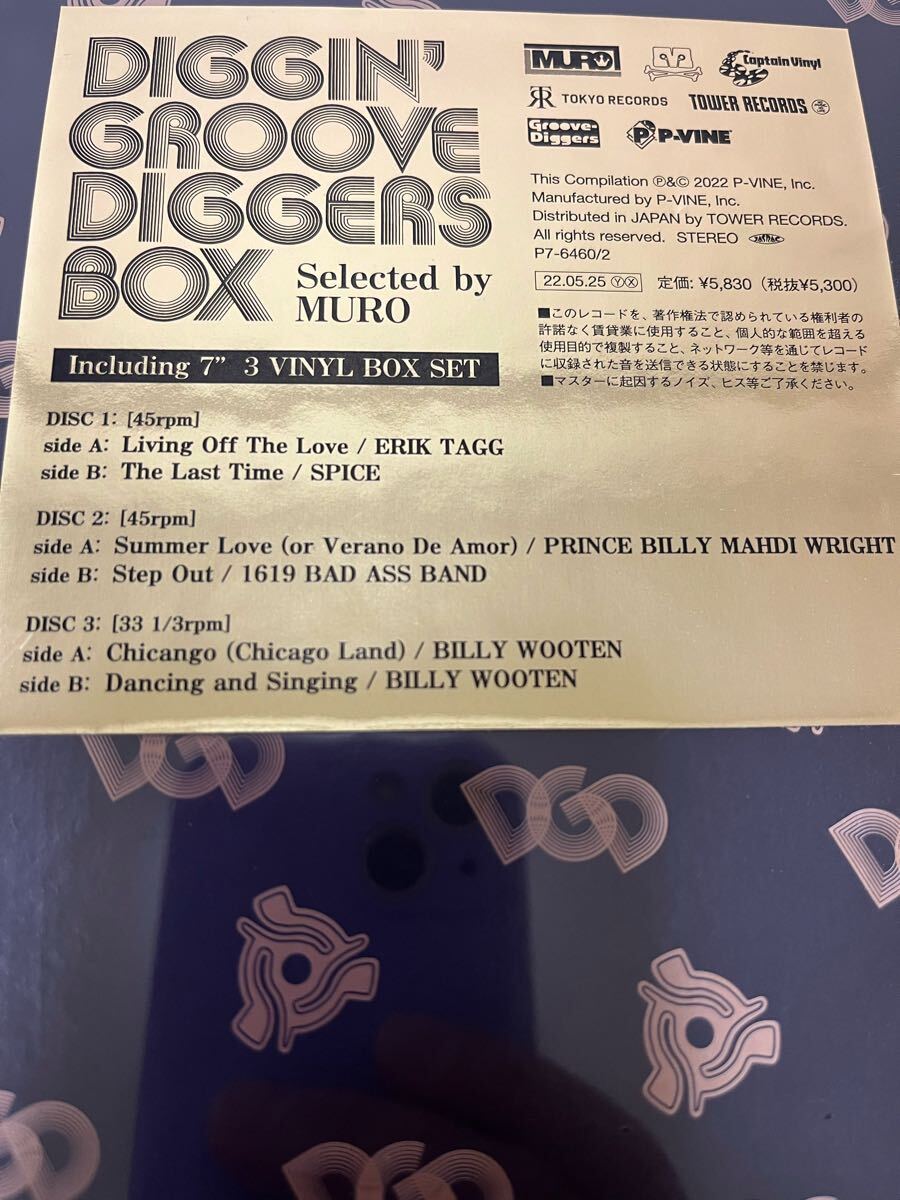 DIGGIN'
GROOVE
DIGGERS
BOX
Selected by
MURO
Including 7" 3 VINYL BOX SET
DISC 1: [45rpm]
side A: Living Off The Love / ERIK TAGG
side B: The Last Time / SPICE
DISC 2: [45rpm]
side A: Summer Love (or Verano De Amor) / PRINCE BILLY MAHDI WRIGHT
side B: Step Out / 1619 BAD ASS BAND
DISC 3: [33 1/3rpm]
side A: Chicango (Chicago Land) / BILLY WOOTEN
side B: Dancing and Singing / BILLY WOOTEN
MURO
Captain Vinyl
TOKYO RECORDS
TOWER RECORDS
Groove-
Diggers
P-VINE
This Compilation Ⓟ&© 2022 P-VINE, Inc.
Manufactured by P-VINE, Inc.
Distributed in JAPAN by TOWER RECORDS.
All rights reserved. STEREO JASRAC
P7-6460/2
22.05.25 ⓎⓍ 定価: ¥5,830（税抜¥5,300）
■このレコードを、著作権法で認められている権利者の
許諾なく賃貸業に使用すること、個人的な範囲を超える
使用目的で複製すること、ネットワーク等を通じてレコード
に収録された音を送信できる状態にすることを禁じます。
■マスターに起因するノイズ、ヒス等ご了承ください。
DGD
DGD
DGD
DGD
DGD